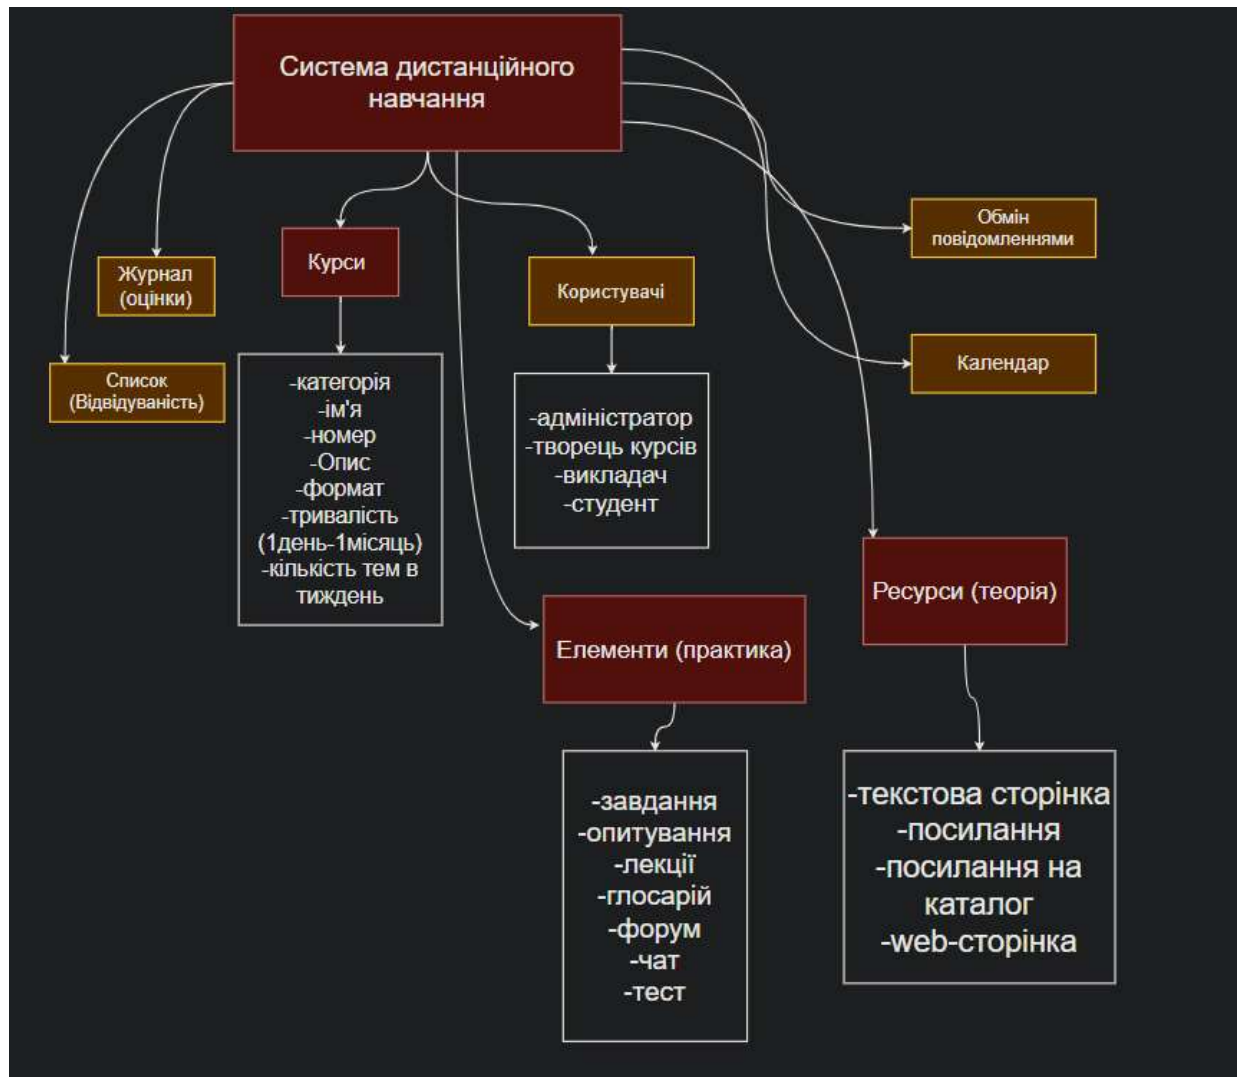 Система дистанційного
навчання
Обмін
повідомленнями
Журнал
(оцінки)
Курси
Користувачі
Календар
Список
(Відвідуваність)
-категорія
-ім'я
-номер
-Опис
-формат
-тривалість
(1день-1місяць)
-кількість тем в
тиждень
-адміністратор
-творець курсів
-викладач
-студент
Ресурси (теорія)
Елементи (практика)
-завдання
-опитування
-лекції
-глосарій
-форум
-чат
-тест
-текстова сторінка
-посилання
-посилання на
каталог
-web-сторінка